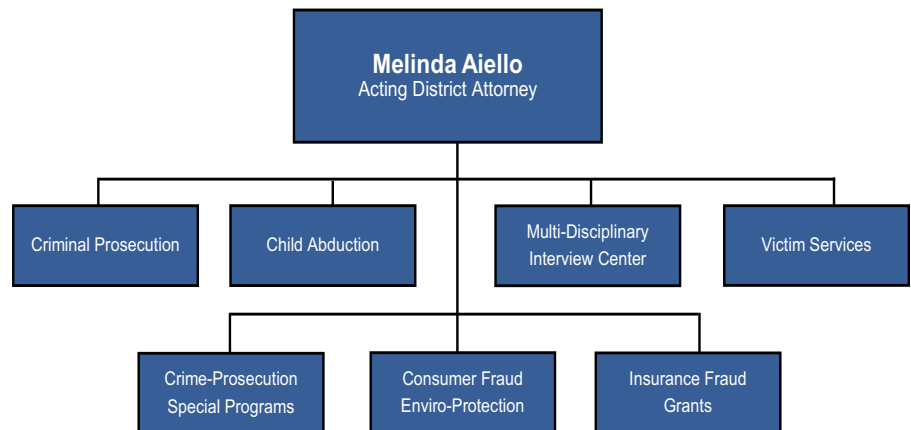 Melinda Aiello
Acting District Attorney
Criminal Prosecution
Child Abduction
Multi-Disciplinary
Interview Center
Victim Services
Crime-Prosecution
Special Programs
Consumer Fraud
Enviro-Protection
Insurance Fraud
Grants